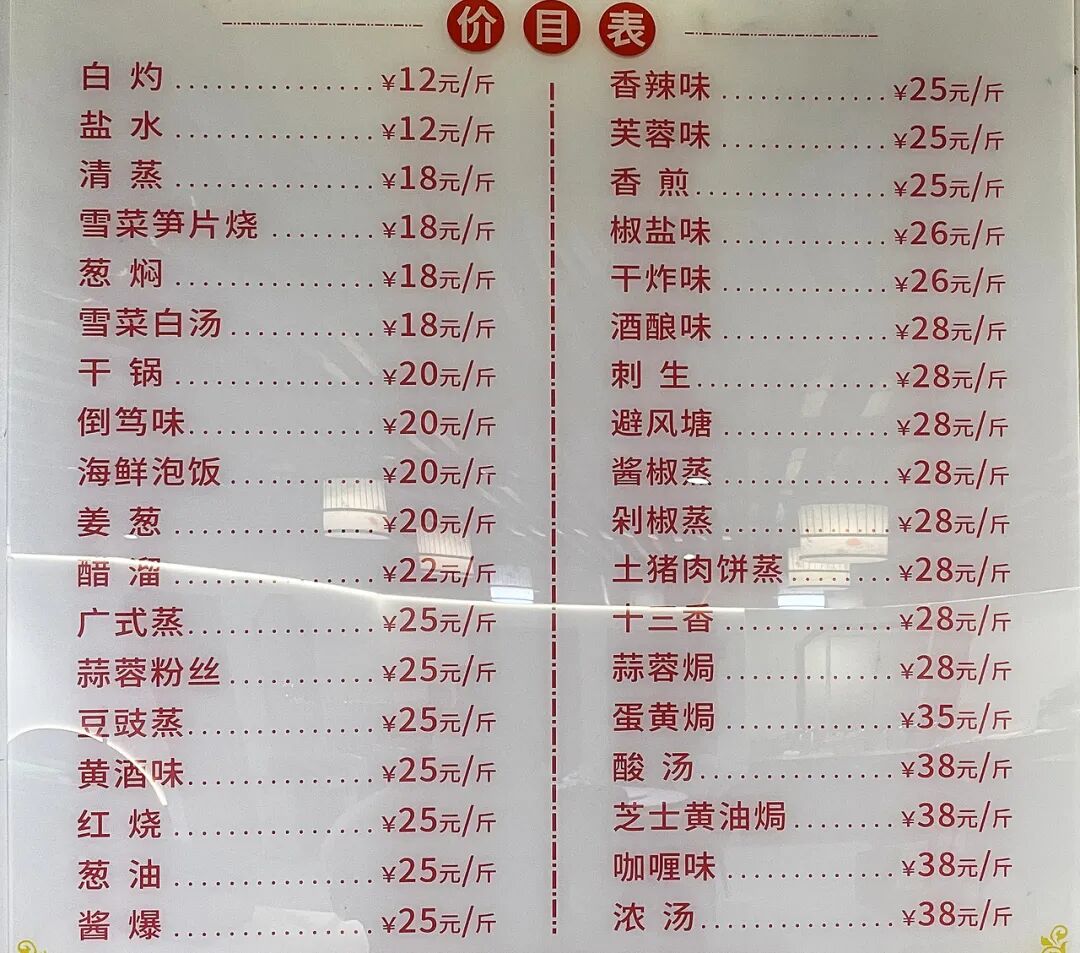 价目表
白灼 ............... ¥12元/斤
盐水 ............... ¥12元/斤
清蒸 ............... ¥18元/斤
雪菜笋片烧 ........ ¥18元/斤
葱焖 ............... ¥18元/斤
雪菜白汤 ........... ¥18元/斤
干锅 ............... ¥20元/斤
倒笃味 .............. ¥20元/斤
海鲜泡饭 ........... ¥20元/斤
姜葱 ............... ¥20元/斤
醋溜 ............... ¥22元/斤
广式蒸 .............. ¥25元/斤
蒜蓉粉丝 ........... ¥25元/斤
豆豉蒸 .............. ¥25元/斤
黄酒味 .............. ¥25元/斤
红烧 ............... ¥25元/斤
葱油 ............... ¥25元/斤
酱爆 ............... ¥25元/斤
香辣味 ............ ¥25元/斤
芙蓉味 ............ ¥25元/斤
香煎 .............. ¥25元/斤
椒盐味 ............ ¥26元/斤
干炸味 ............ ¥26元/斤
酒酿味 ............ ¥28元/斤
刺生 .............. ¥28元/斤
避风塘 ............ ¥28元/斤
酱椒蒸 ............ ¥28元/斤
剁椒蒸 ............ ¥28元/斤
土猪肉饼蒸 ........ ¥28元/斤
十三香 ............ ¥28元/斤
蒜蓉焗 ............ ¥28元/斤
蛋黄焗 ............ ¥35元/斤
酸汤 .............. ¥38元/斤
芝士黄油焗 ........ ¥38元/斤
咖喱味 ............ ¥38元/斤
浓汤 .............. ¥38元/斤